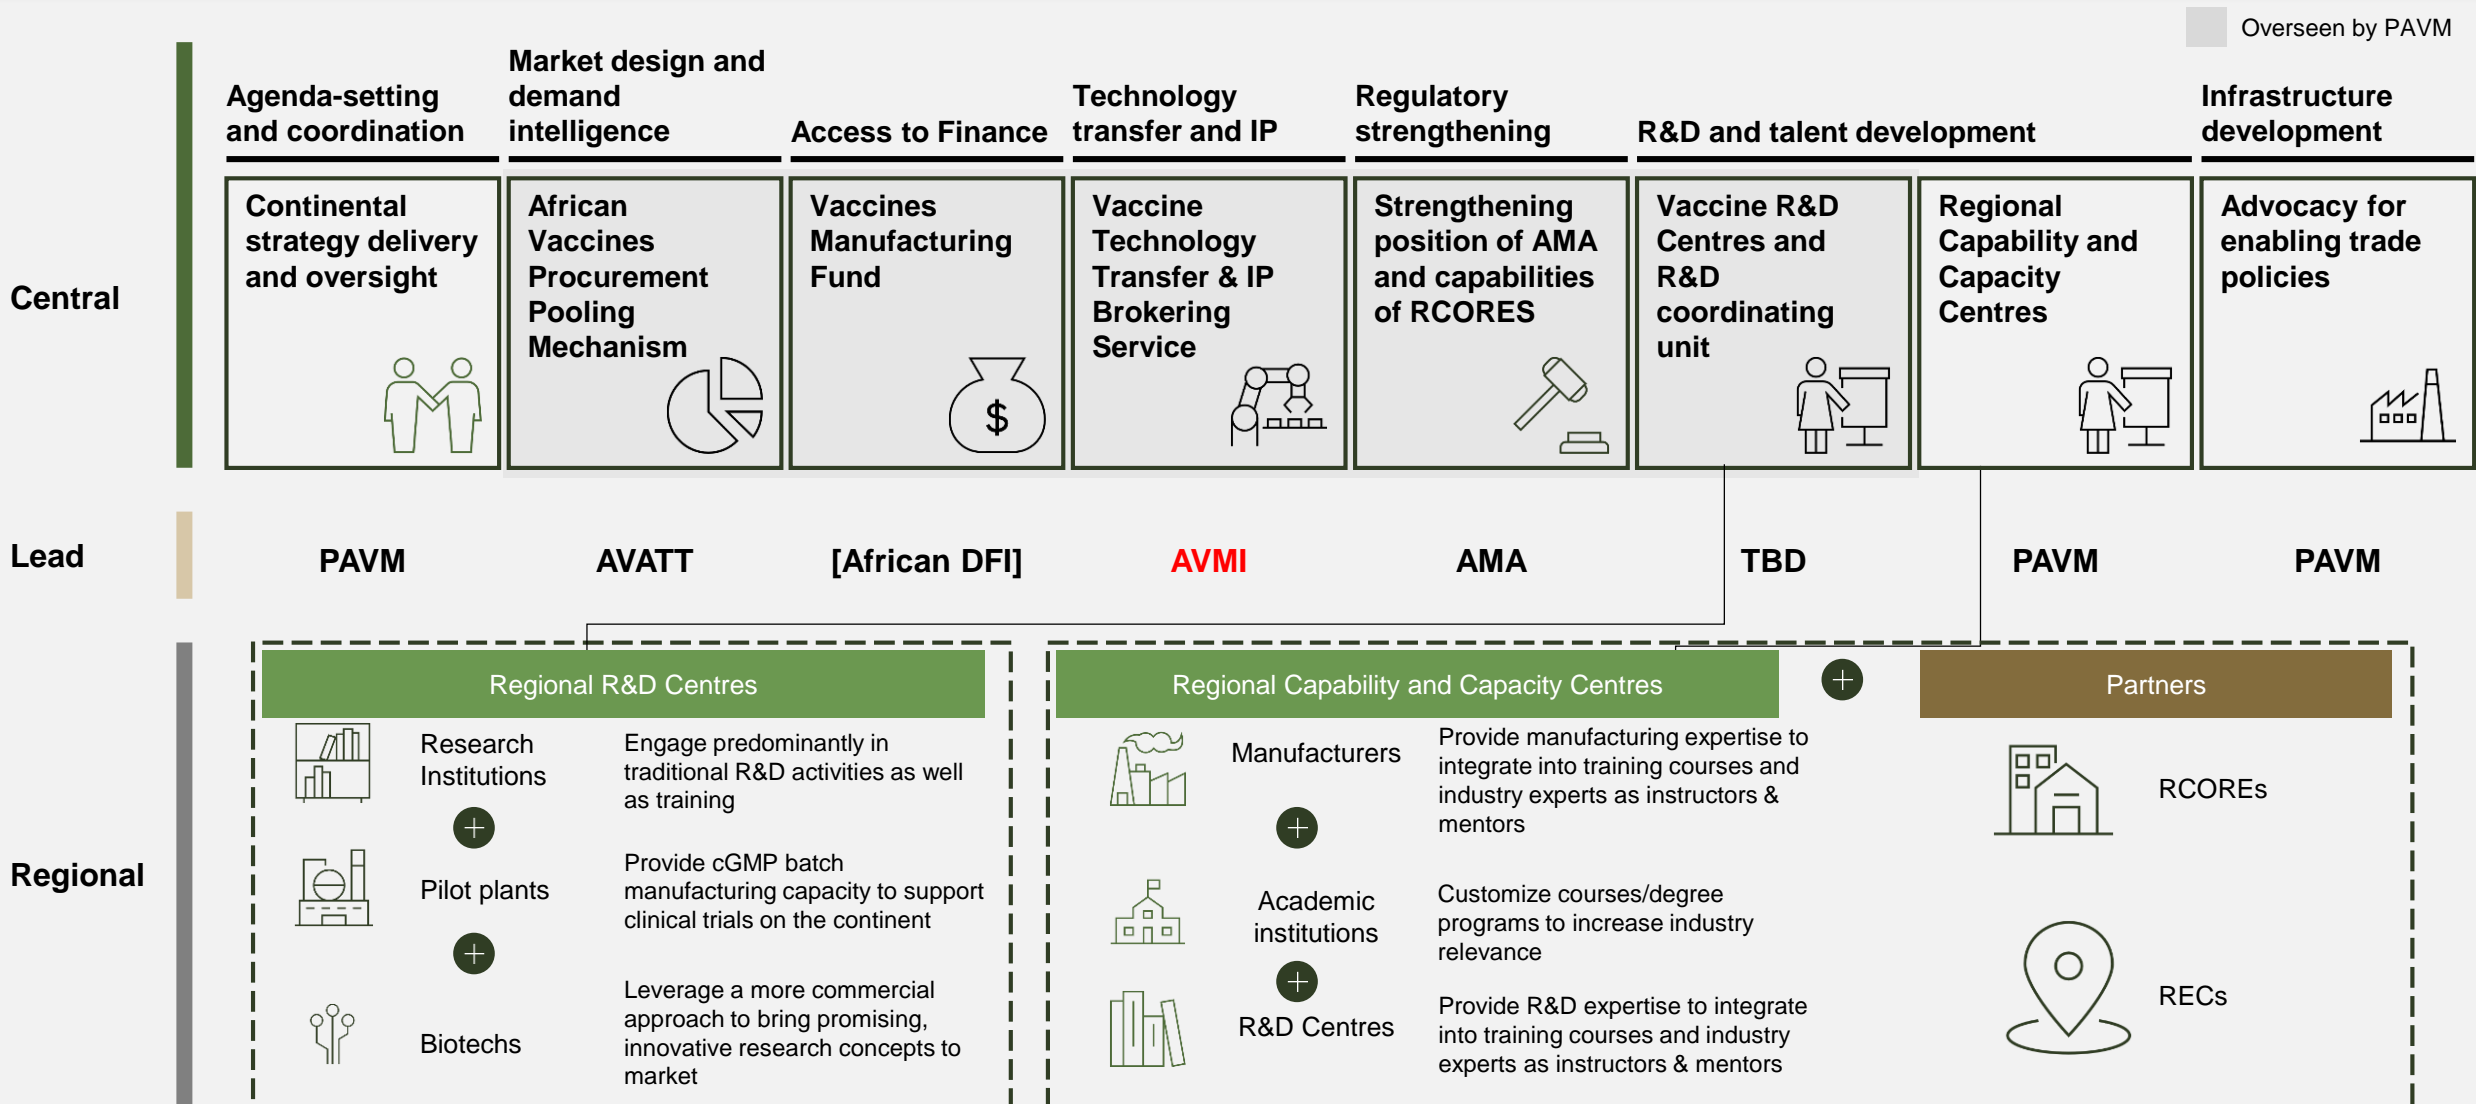 Overseen by PAVM
Agenda-setting
and coordination
Market design and
demand
intelligence
Access to Finance
Technology
transfer and IP
Regulatory
strengthening
R&D and talent development
Infrastructure
development
Central
Continental
strategy delivery
and oversight
African
Vaccines
Procurement
Pooling
Mechanism
Vaccines
Manufacturing
Fund
$
Vaccine
Technology
Transfer & IP
Brokering
Service
Strengthening
position of AMA
and capabilities
of RCORES
Vaccine R&D
Centres and
R&D
coordinating
unit
Regional
Capability and
Capacity
Centres
Advocacy for
enabling trade
policies
Lead
PAVM
AVATT
[African DFI]
AVMI
AMA
TBD
PAVM
PAVM
Regional
Regional R&D Centres
Research
Institutions
Engage predominantly in
traditional R&D activities as well
as training
Pilot plants
Provide cGMP batch
manufacturing capacity to support
clinical trials on the continent
Biotechs
Leverage a more commercial
approach to bring promising,
innovative research concepts to
market
Regional Capability and Capacity Centres
Manufacturers
Provide manufacturing expertise to
integrate into training courses and
industry experts as instructors &
mentors
Academic
institutions
Customize courses/degree
programs to increase industry
relevance
R&D Centres
Provide R&D expertise to integrate
into training courses and industry
experts as instructors & mentors
Partners
RCOREs
RECs